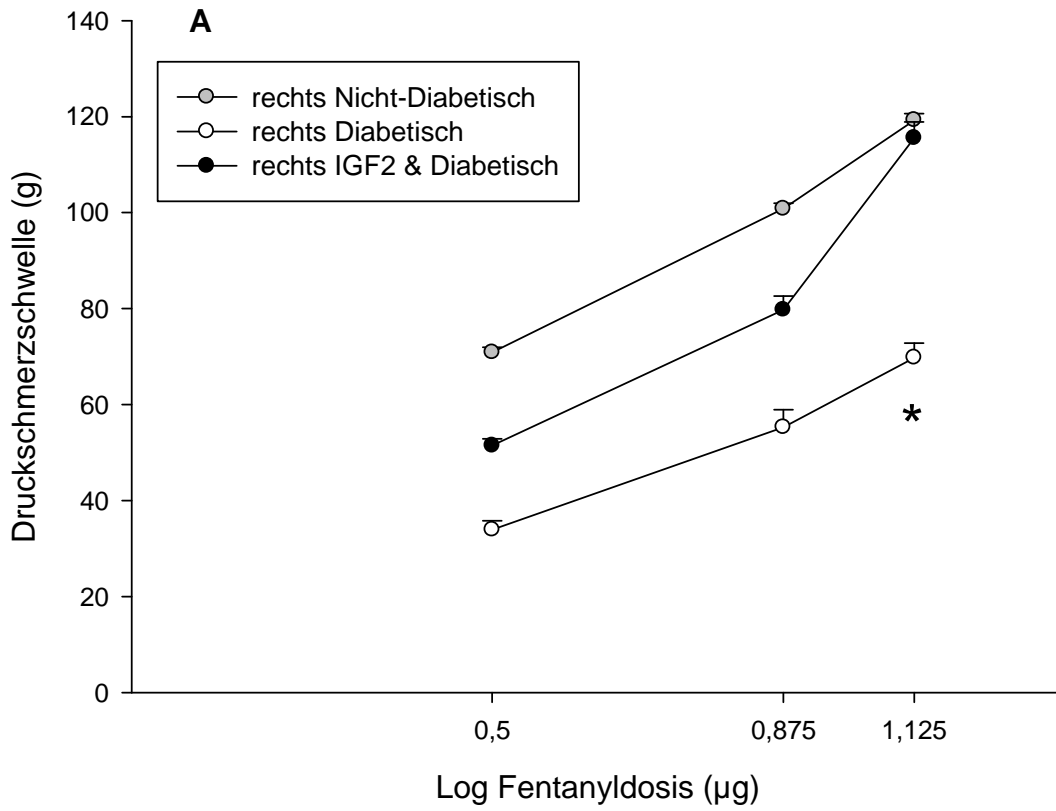 A
rechts Nicht-Diabetisch
rechts Diabetisch
rechts IGF2 & Diabetisch
Druckschmerzschwelle (g)
140
120
100
80
60
40
20
0
*
0,5
0,875
1,125
Log Fentanyldosis (µg)